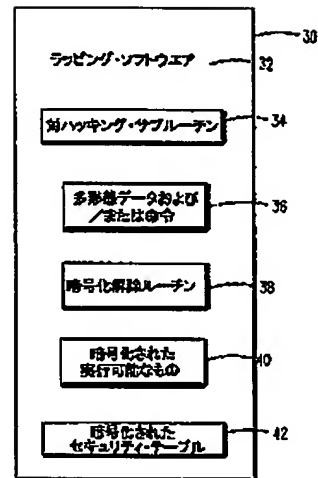 30
ラッピング・ソフトウエア 32
対ハッキング・サブルーチン 34
多形態データおよび
/または命令 36
暗号化解除ルーチン 38
暗号化された
実行可能なもの 40
暗号化された
セキュリティ・テーブル 42